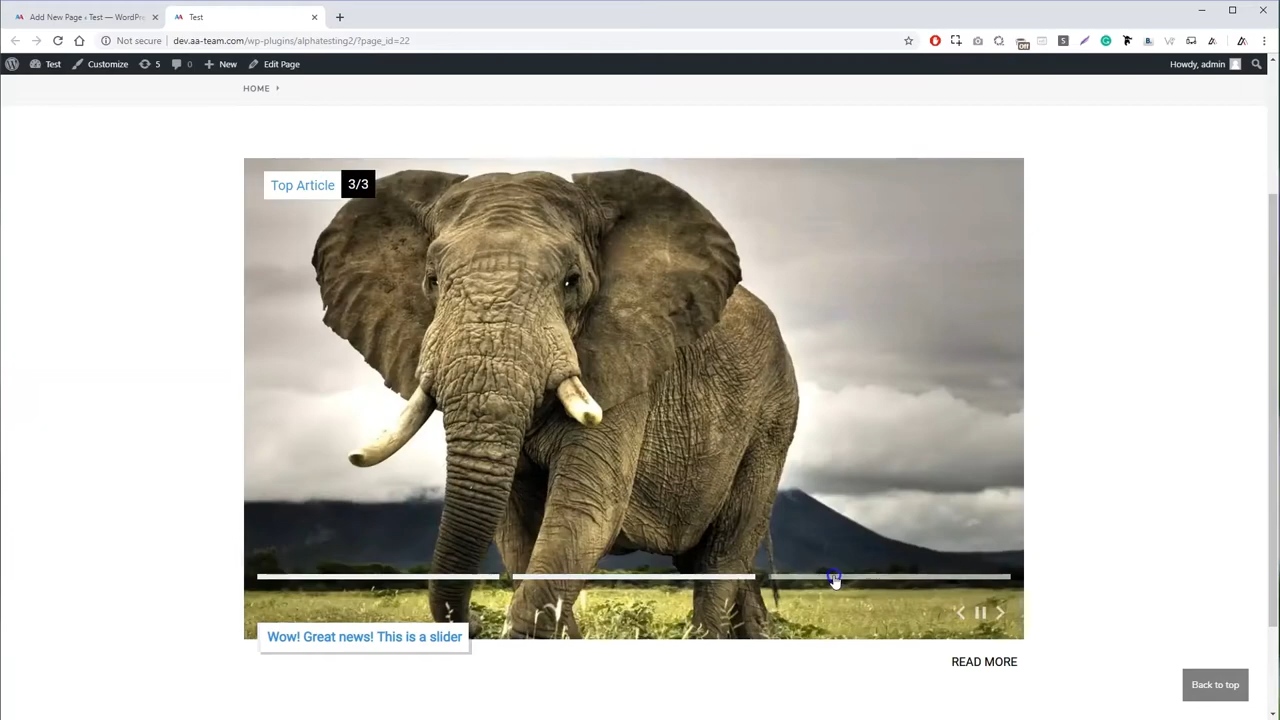 Add New Page ‹ Test — WordPr
Test
Not secure
dev.aa-team.com/wp-plugins/alphatesting2/?page_id=22
Off
Test
Customize
5
0
New
Edit Page
Howdy, admin
HOME
Top Article
3/3
Wow! Great news! This is a slider
READ MORE
Back to top